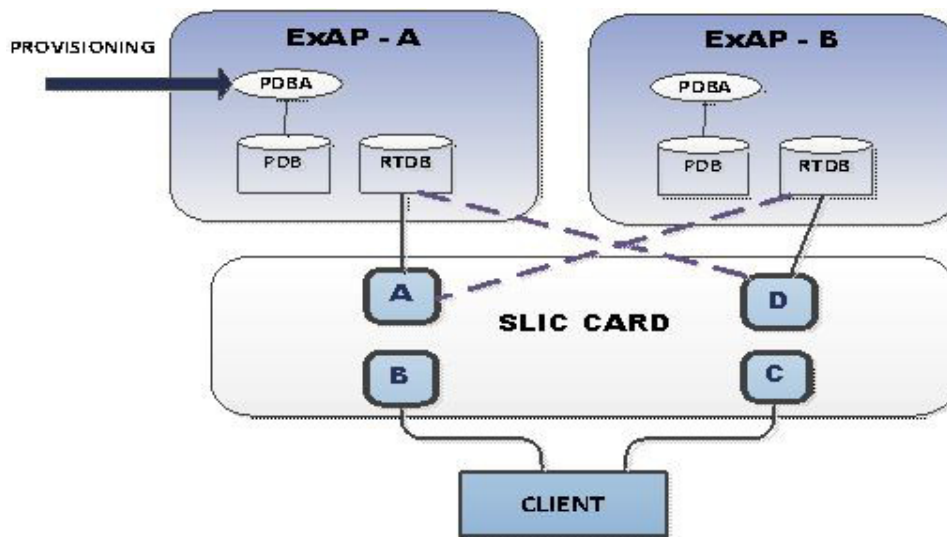 ExAP - A
ExAP - B
PROVISIONING
PDBA
PDBA
PDB
RTDB
PDB
RTDB
A
D
SLIC CARD
B
C
CLIENT